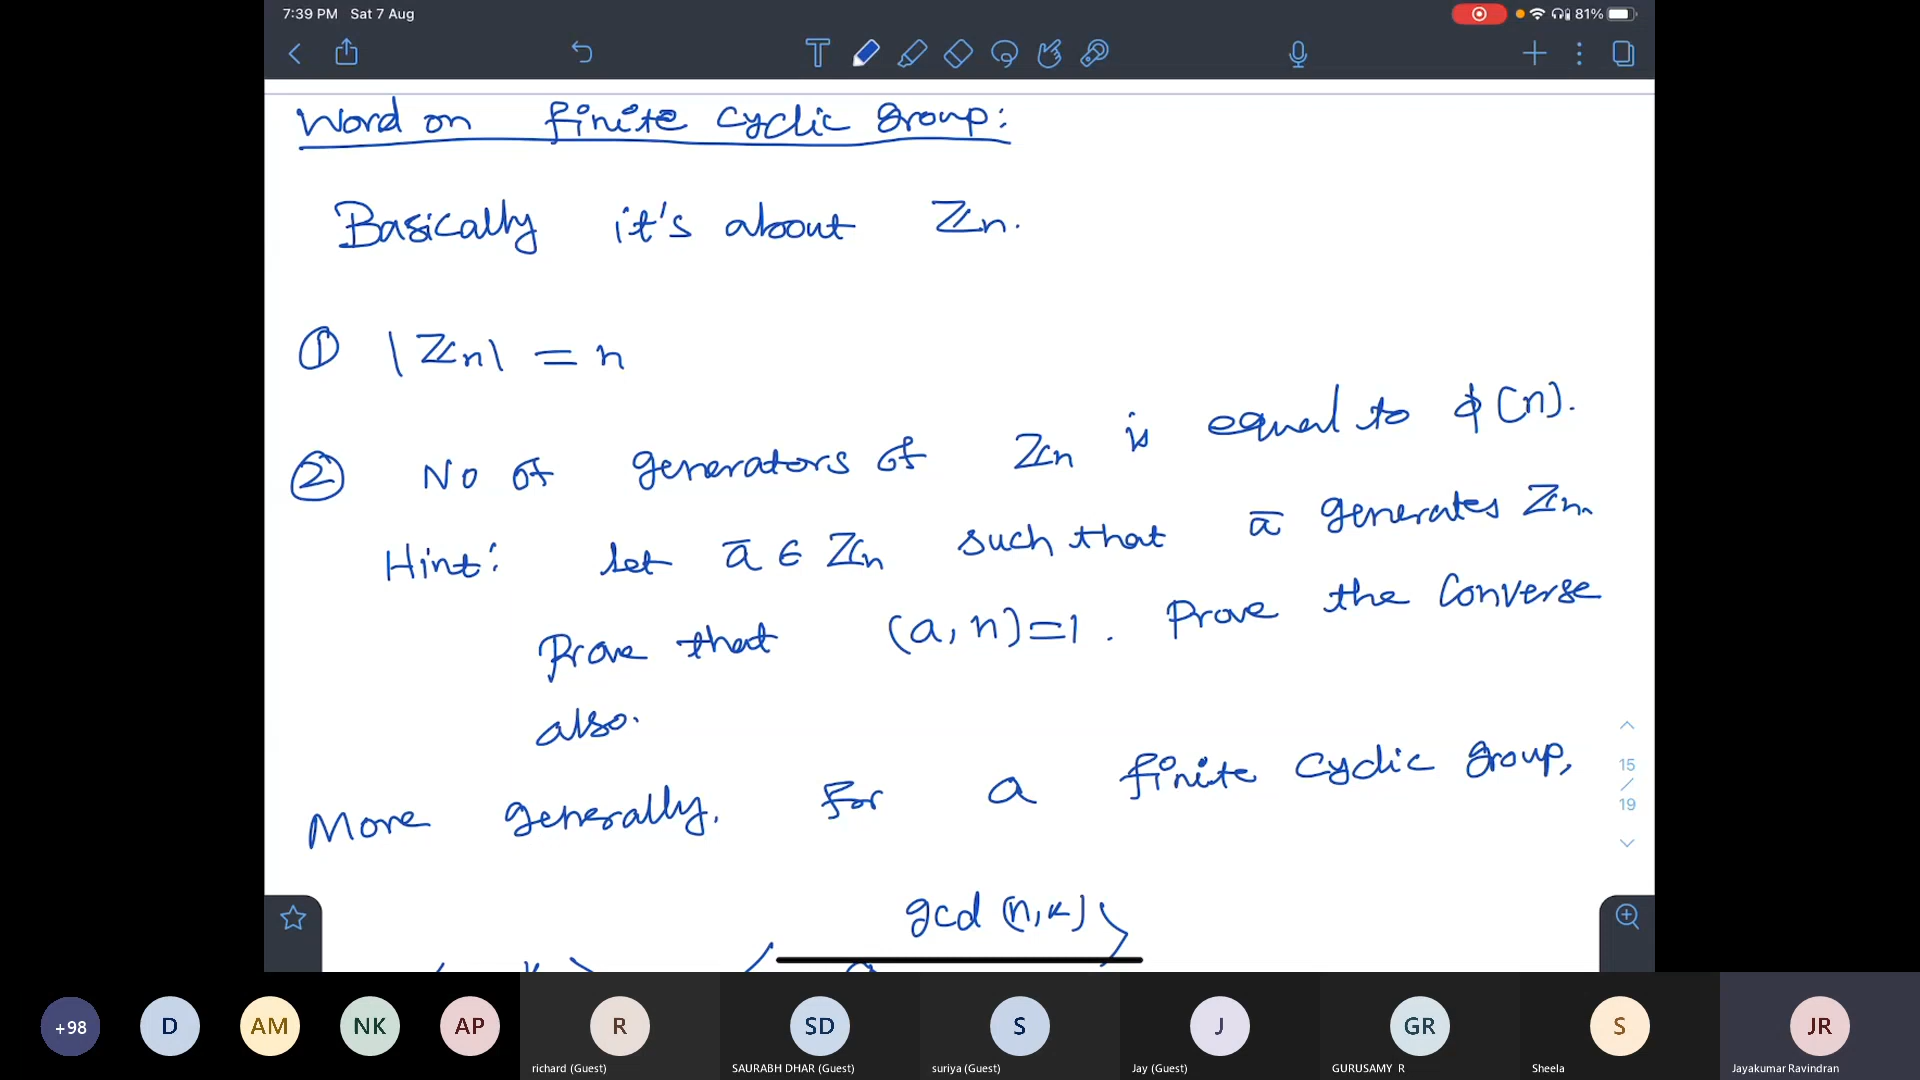 7:39 PM Sat 7 Aug
81%
Word on finite cyclic group:
Basically it's about ℤn.
① |ℤn| = n
② No of generators of ℤn is equal to ϕ(n).
Hint: Let a̅ ∈ ℤn such that a̅ generates ℤn.
Prove that (a, n)=1. Prove the Converse
also.
More generally, for a finite cyclic group,
gcd (n,k)
15
/
19
+98
D
AM
NK
AP
R
SD
S
J
GR
S
JR
richard (Guest)
SAURABH DHAR (Guest)
suriya (Guest)
Jay (Guest)
GURUSAMY R
Sheela
Jayakumar Ravindran